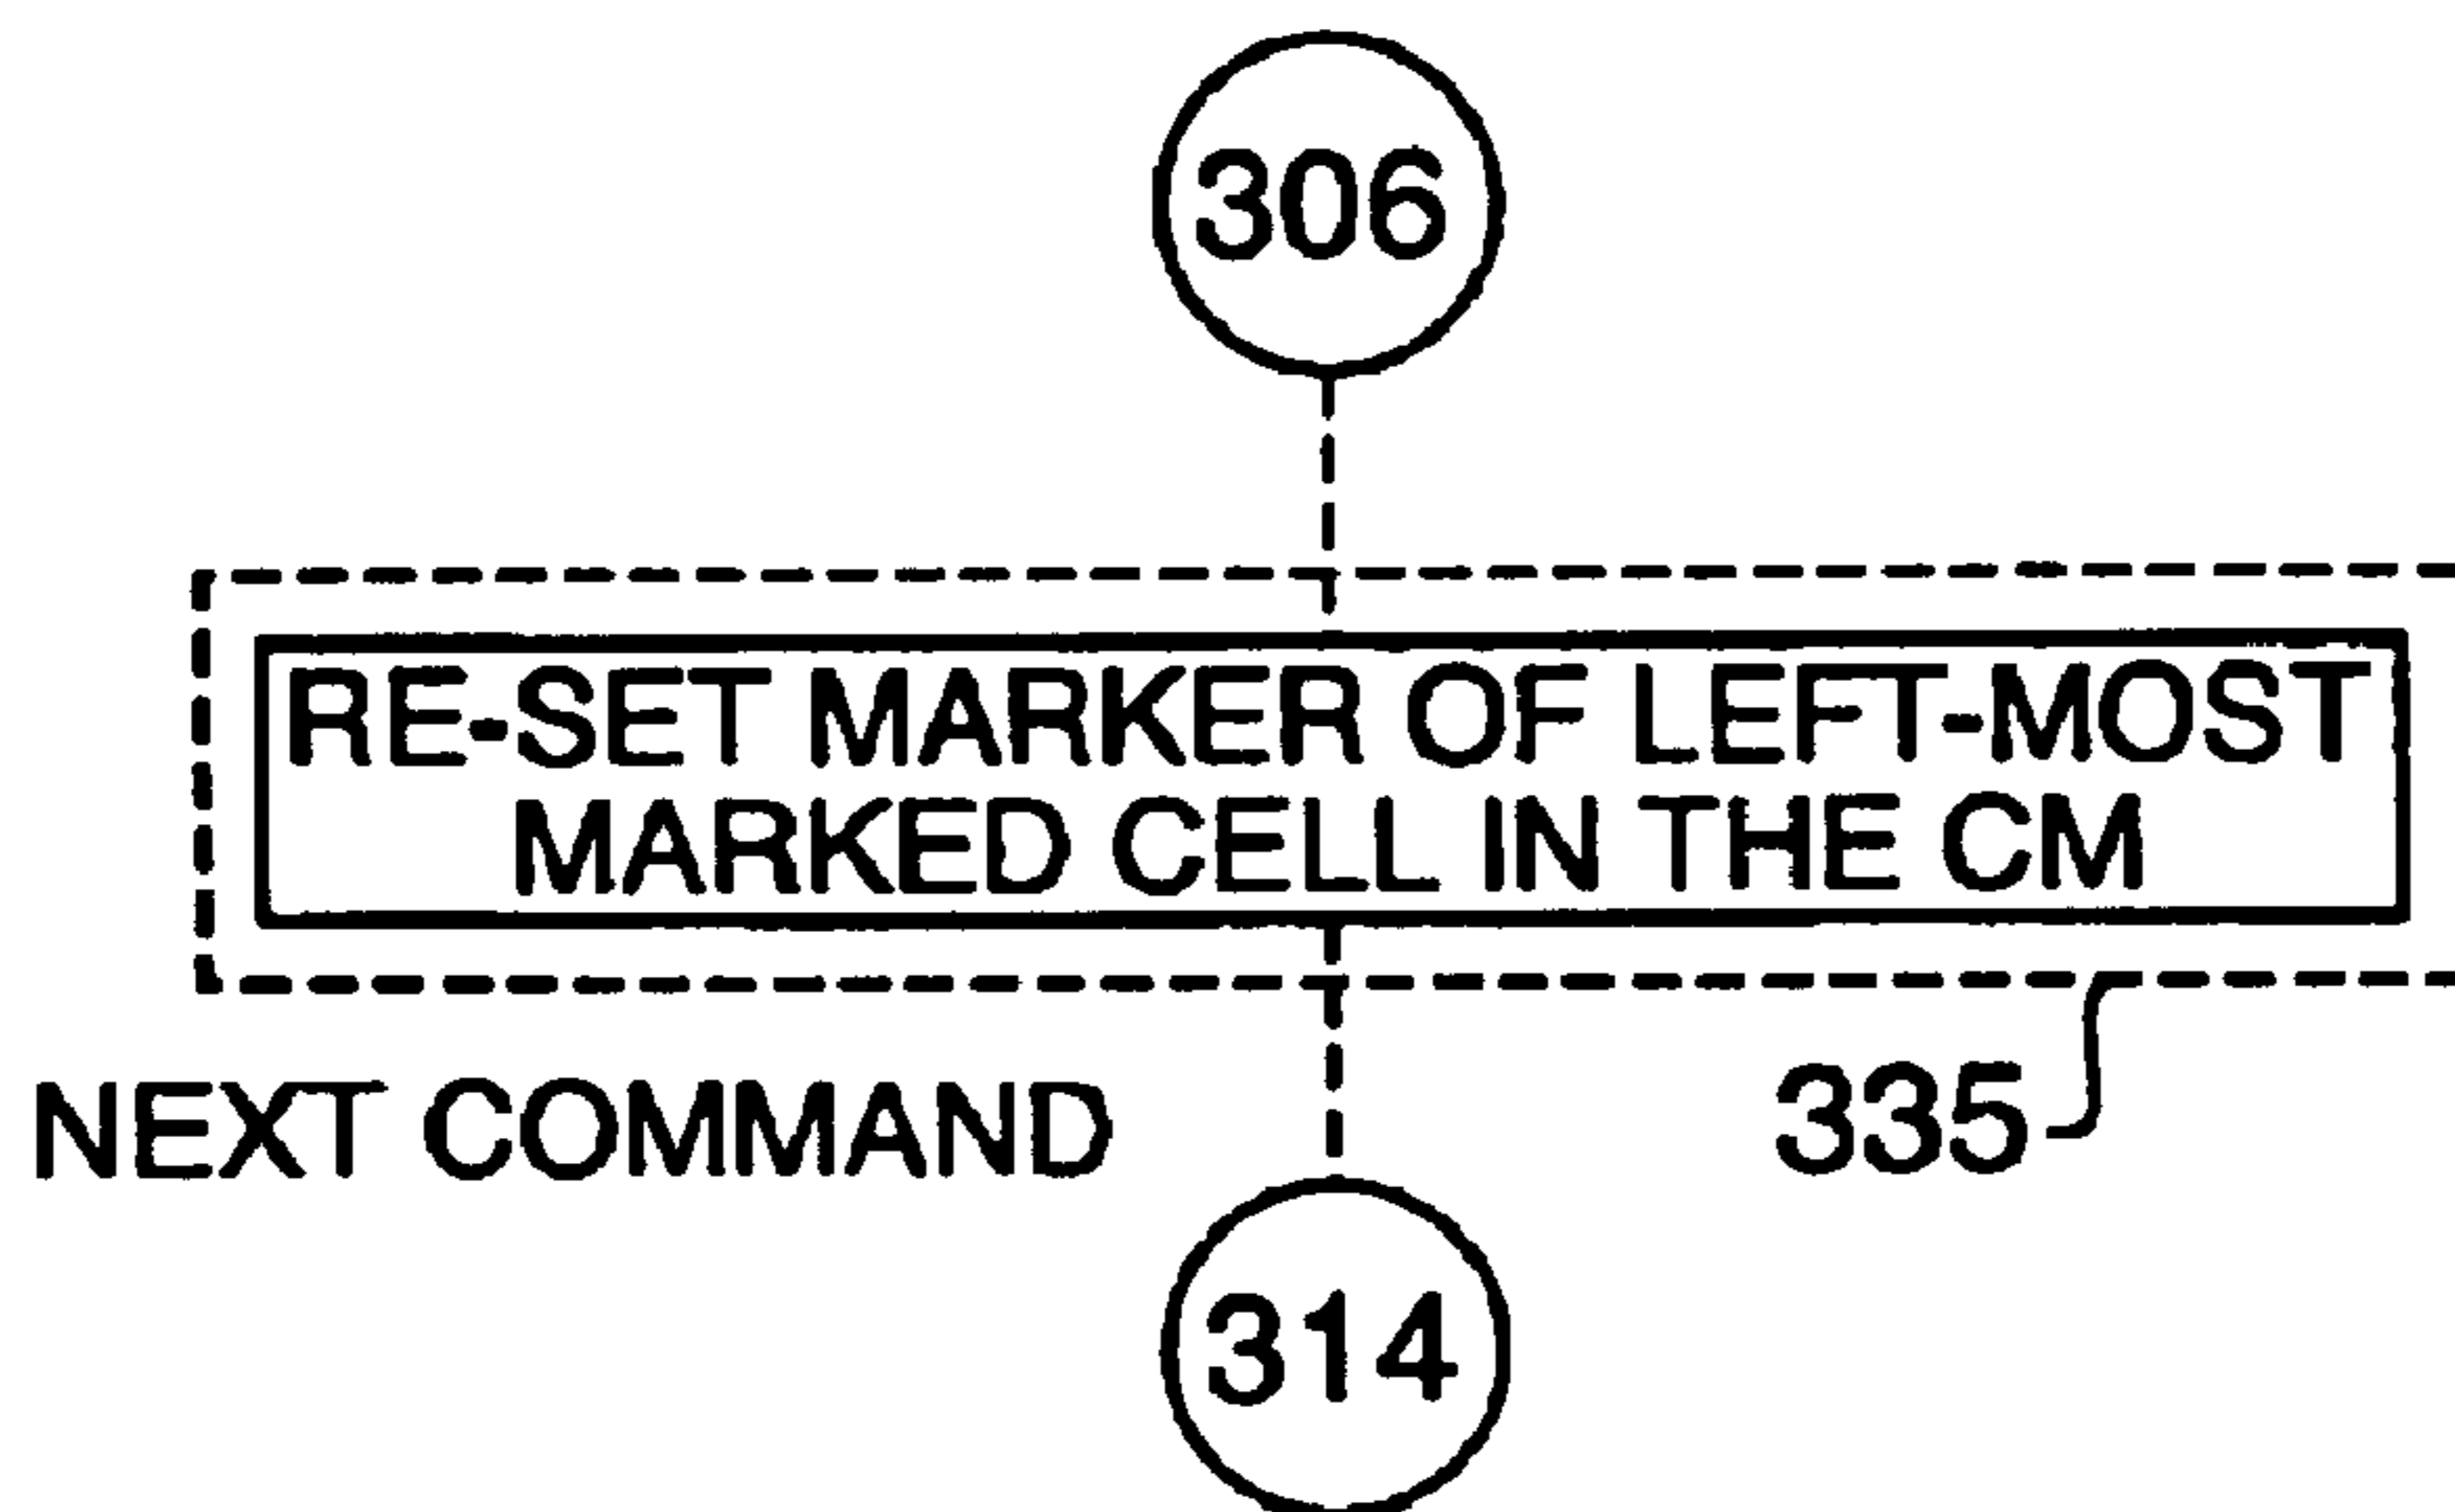 306
RE-SET MARKER OF LEFT-MOST
MARKED CELL IN THE CM
NEXT COMMAND
335
314